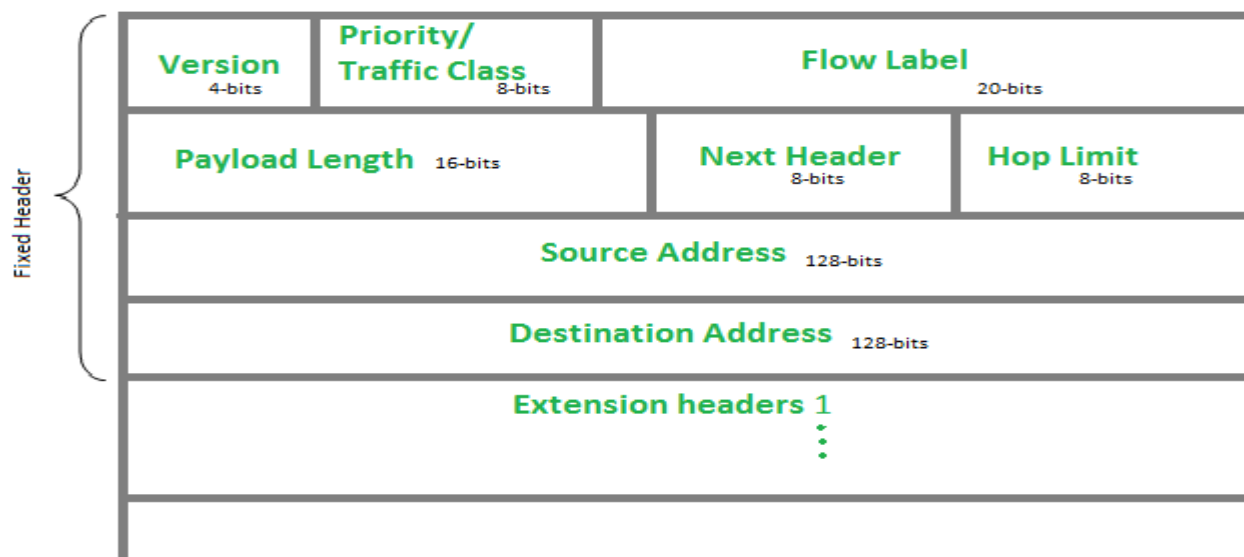 Fixed Header
Version
4-bits
Priority/
Traffic Class
8-bits
Flow Label
20-bits
Payload Length 16-bits
Next Header
8-bits
Hop Limit
8-bits
Source Address 128-bits
Destination Address 128-bits
Extension headers 1